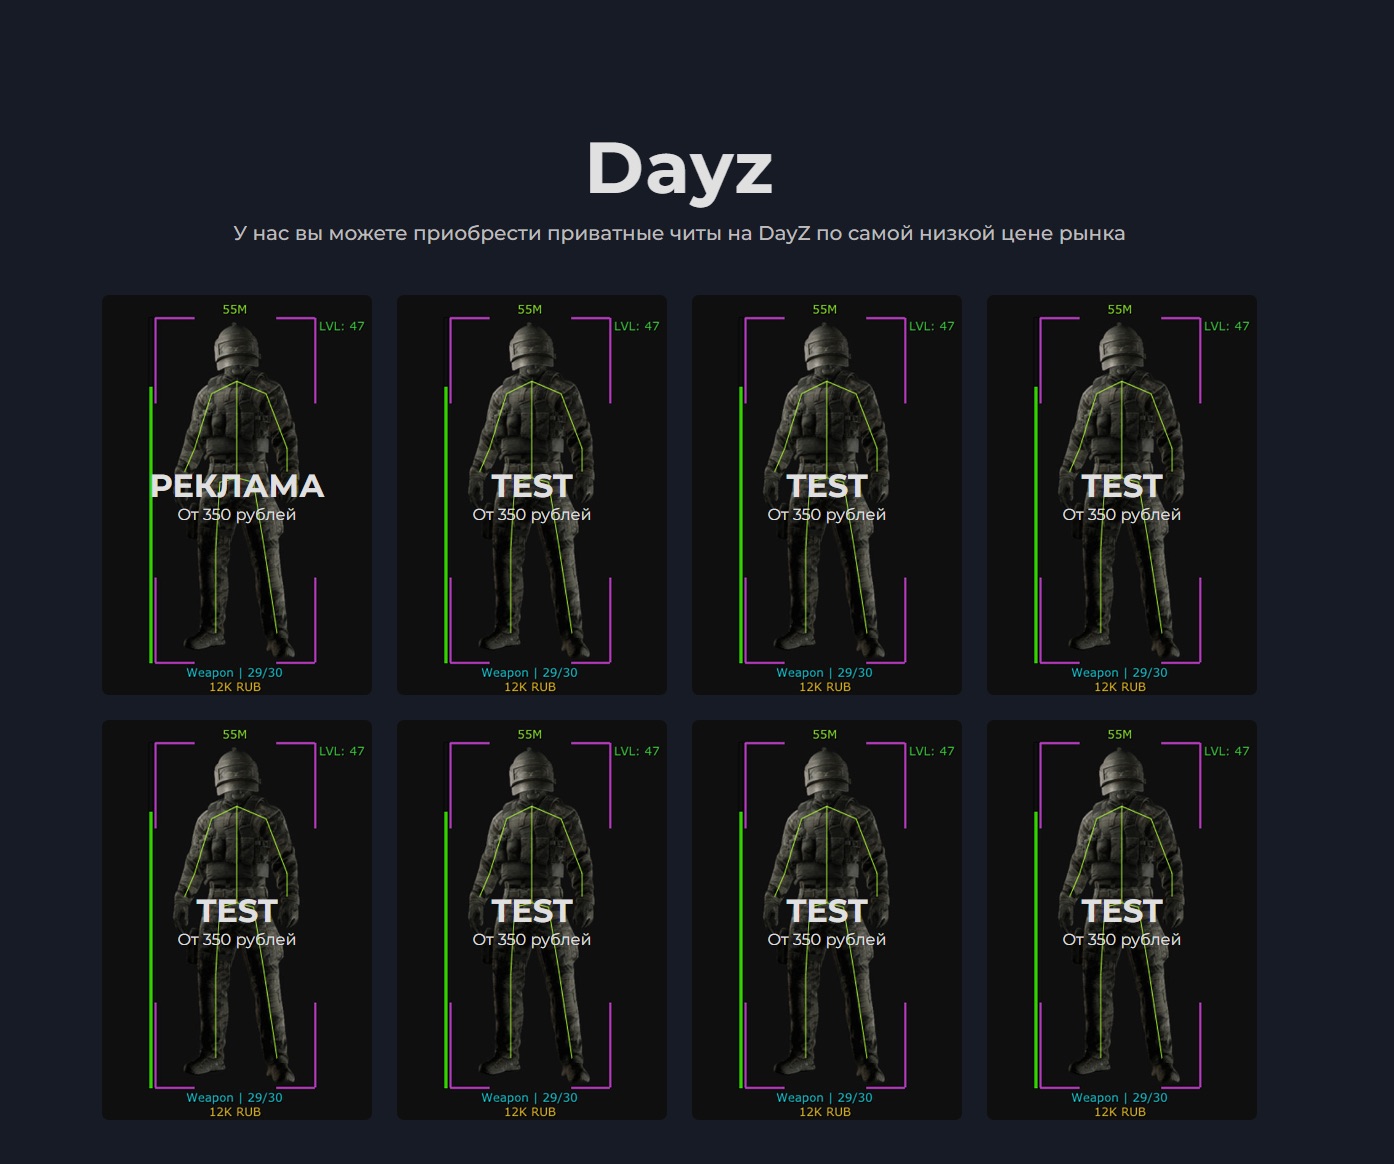 Dayz
У нас вы можете приобрести приватные читы на DayZ по самой низкой цене рынка
55M
LVL: 47
РЕКЛАМА
От 350 рублей
Weapon | 29/30
12K RUB
55M
LVL: 47
TEST
От 350 рублей
Weapon | 29/30
12K RUB
55M
LVL: 47
TEST
От 350 рублей
Weapon | 29/30
12K RUB
55M
LVL: 47
TEST
От 350 рублей
Weapon | 29/30
12K RUB
55M
LVL: 47
TEST
От 350 рублей
Weapon | 29/30
12K RUB
55M
LVL: 47
TEST
От 350 рублей
Weapon | 29/30
12K RUB
55M
LVL: 47
TEST
От 350 рублей
Weapon | 29/30
12K RUB
55M
LVL: 47
TEST
От 350 рублей
Weapon | 29/30
12K RUB